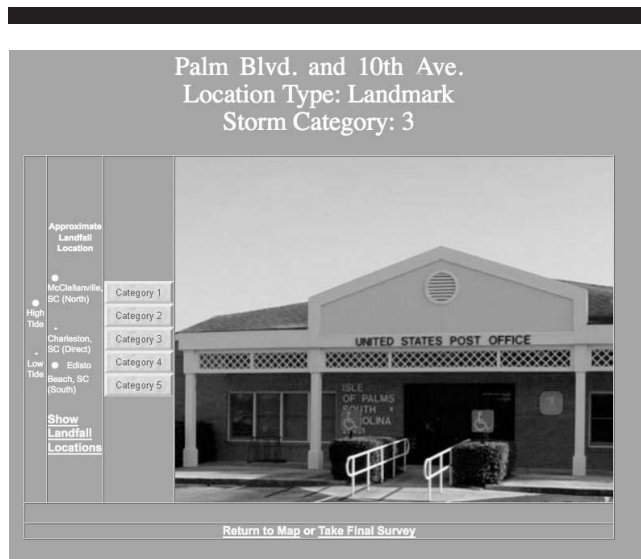 Palm Blvd. and 10th Ave.
Location Type: Landmark
Storm Category: 3
High
Tide
Low
Tide
Approximate
Landfall
Location
McClellanville,
SC (North)
Charleston,
SC (Direct)
Edisto
Beach, SC
(South)
Show
Landfall
Locations
Category 1
Category 2
Category 3
Category 4
Category 5
UNITED STATES POST OFFICE
ISLE
OF PALMS
SOUTH
Return to Map or Take Final Survey